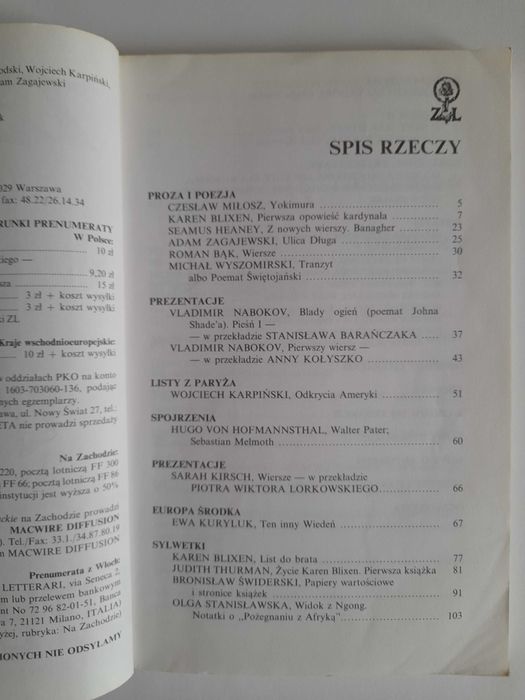 odski, Wojciech Karpiński,
am Zagajewski
029 Warszawa
fax: 48.22/26.14.34
RUNKI PRENUMERATY
W Polsce:
10 zł
iego —
9,20 zł
sza 15 zł
3 zł + koszt wysyłki
3 zł + koszt wysyłki
ki ZL
Kraje wschodnioeuropejskie:
10 zł + koszt wysyłki
w oddziałach PKO na konto
1603-703060-136, podając
nych egzemplarzy.
awa, ul. Nowy Świat 27, tel.:
ETA nie prowadzi sprzedaży
Na Zachodzie:
220, pocztą lotniczą FF 300
FF 66; pocztą lotniczą FF 86
instytucji jest wyższa o 50%
ckie na Zachodzie prowadzi
MACWIRE DIFFUSION
). Tel./Fax: 33.1./34.87.80.19
n MACWIRE DIFFUSION
Prenumerata z Włoch:
LETTERARI, via Seneca 2,
m lub przelewem bankowym
nt No 72 96 82-01-51, Banca
a 7, 21121 Milano, ITALIA)
yżej, rubryka: Na Zachodzie)
IONYCH NIE ODSYŁAMY
Z L
SPIS RZECZY
PROZA I POEZJA
CZESŁAW MIŁOSZ, Yokimura 5
KAREN BLIXEN, Pierwsza opowieść kardynała 7
SEAMUS HEANEY, Z nowych wierszy. Banagher 23
ADAM ZAGAJEWSKI, Ulica Długa 25
ROMAN BĄK, Wiersze 30
MICHAŁ WYSZOMIRSKI, Tranzyt
albo Poemat Świętojański 32
PREZENTACJE
VLADIMIR NABOKOV, Blady ogień (poemat Johna
Shade'a). Pieśń 1 —
— w przekładzie STANISŁAWA BARAŃCZAKA 37
VLADIMIR NABOKOV, Pierwszy wiersz —
— w przekładzie ANNY KOŁYSZKO 43
LISTY Z PARYŻA
WOJCIECH KARPIŃSKI, Odkrycia Ameryki 51
SPOJRZENIA
HUGO VON HOFMANNSTHAL, Walter Pater;
Sebastian Melmoth 60
PREZENTACJE
SARAH KIRSCH, Wiersze — w przekładzie
PIOTRA WIKTORA LORKOWSKIEGO 66
EUROPA ŚRODKA
EWA KURYLUK, Ten inny Wiedeń 67
SYLWETKI
KAREN BLIXEN, List do brata 77
JUDITH THURMAN, Życie Karen Blixen. Pierwsza książka 81
BRONISŁAW ŚWIDERSKI, Papiery wartościowe
i stronice książek 91
OLGA STANISŁAWSKA, Widok z Ngong.
Notatki o „Pożegnaniu z Afryką" 103